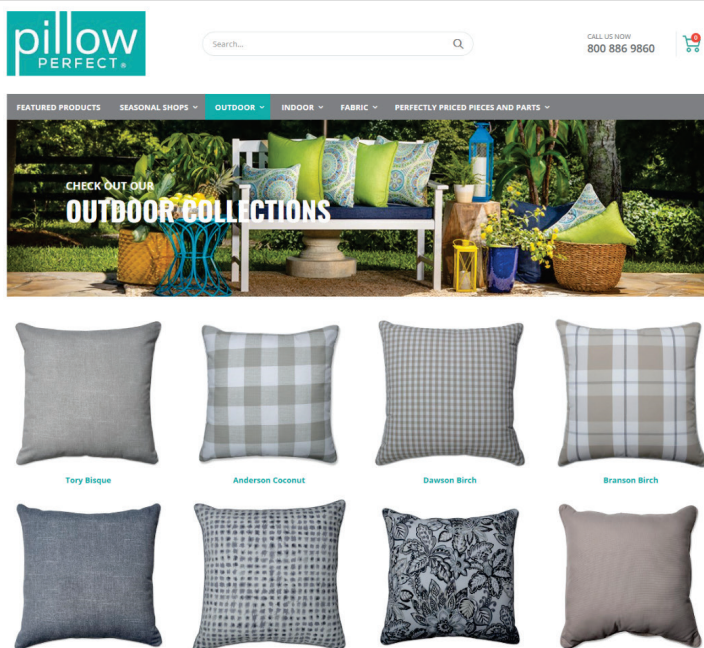 pillow
PERFECT®
Search...
CALL US NOW
800 886 9860
0
FEATURED PRODUCTS SEASONAL SHOPS OUTDOOR INDOOR FABRIC PERFECTLY PRICED PIECES AND PARTS
CHECK OUT OUR
OUTDOOR COLLECTIONS
Tory Bisque Anderson Coconut Dawson Birch Branson Birch